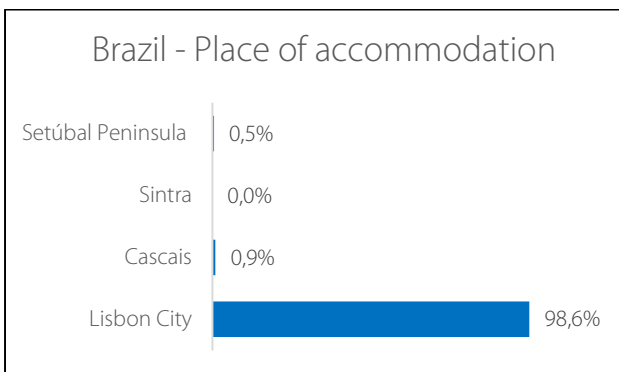 Brazil - Place of accommodation
Setúbal Peninsula 0,5%
Sintra 0,0%
Cascais 0,9%
Lisbon City 98,6%